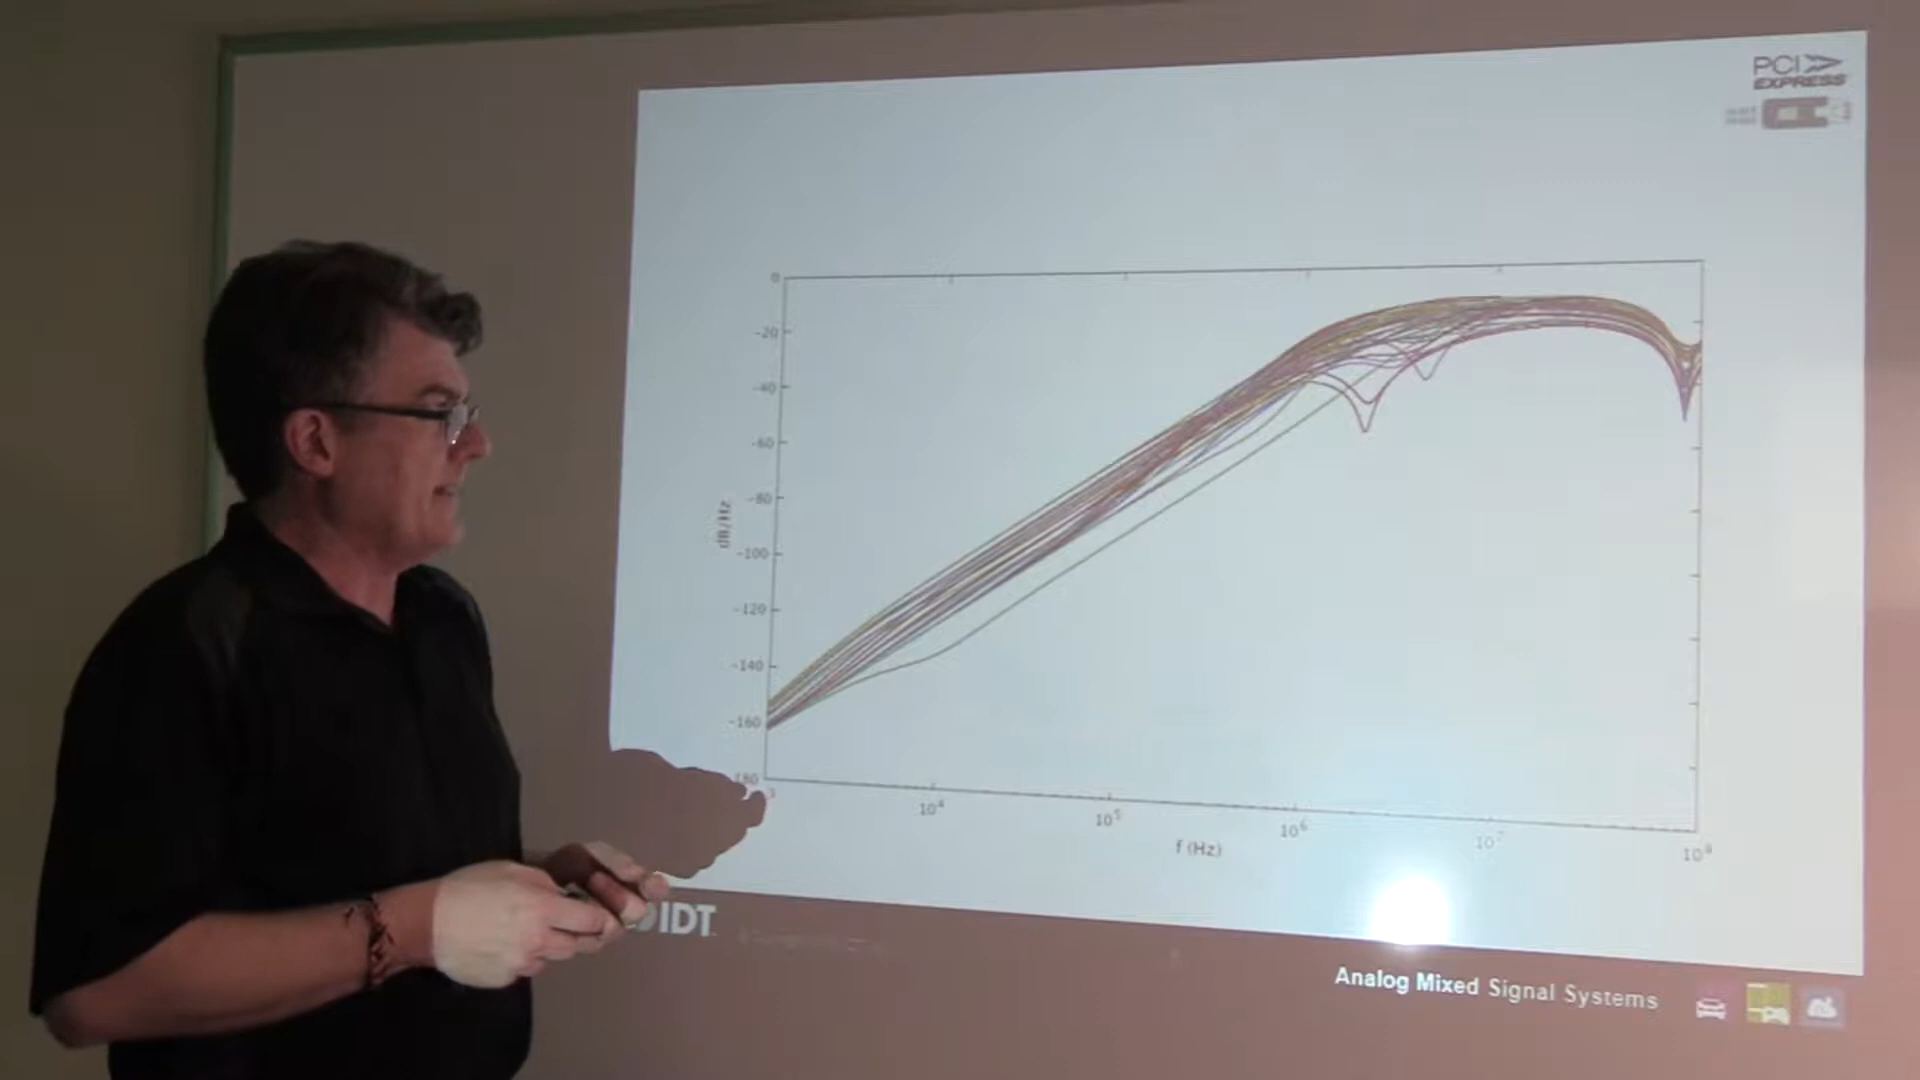 PCI
EXPRESS
0
-20
-40
-60
-80
dB/Hz
-100
-120
-140
-160
180
3
10⁴
10⁵
10⁶
10⁷
10⁸
f (Hz)
IDT
Analog Mixed Signal Systems